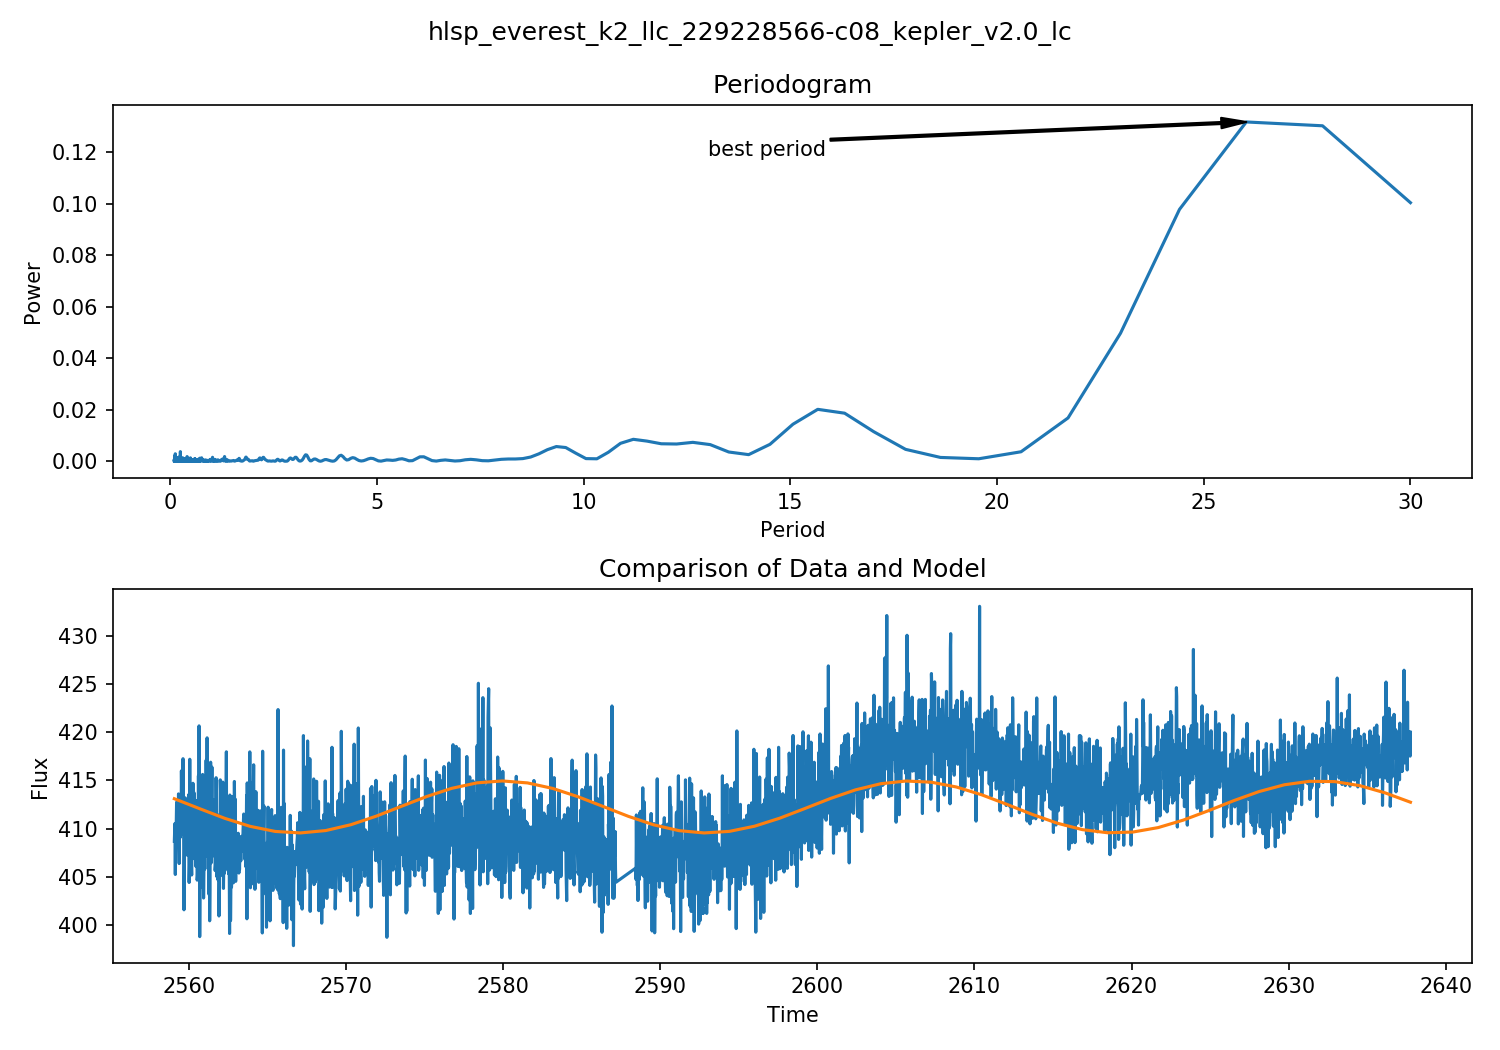 hlsp_everest_k2_llc_229228566-c08_kepler_v2.0_lc
Periodogram
0.12
0.10
0.08
0.06
0.04
0.02
0.00
Power
best period
0 5 10 15 20 25 30
Period
Comparison of Data and Model
430
425
420
415
410
405
400
Flux
2560 2570 2580 2590 2600 2610 2620 2630 2640
Time